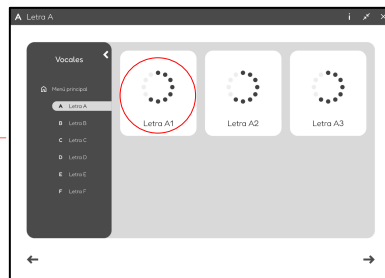 A Letra A
Vocales
Menú principal
A Letra A
B Letra B
C Letra C
D Letra D
E Letra E
F Letra F
Letra A1
Letra A2
Letra A3